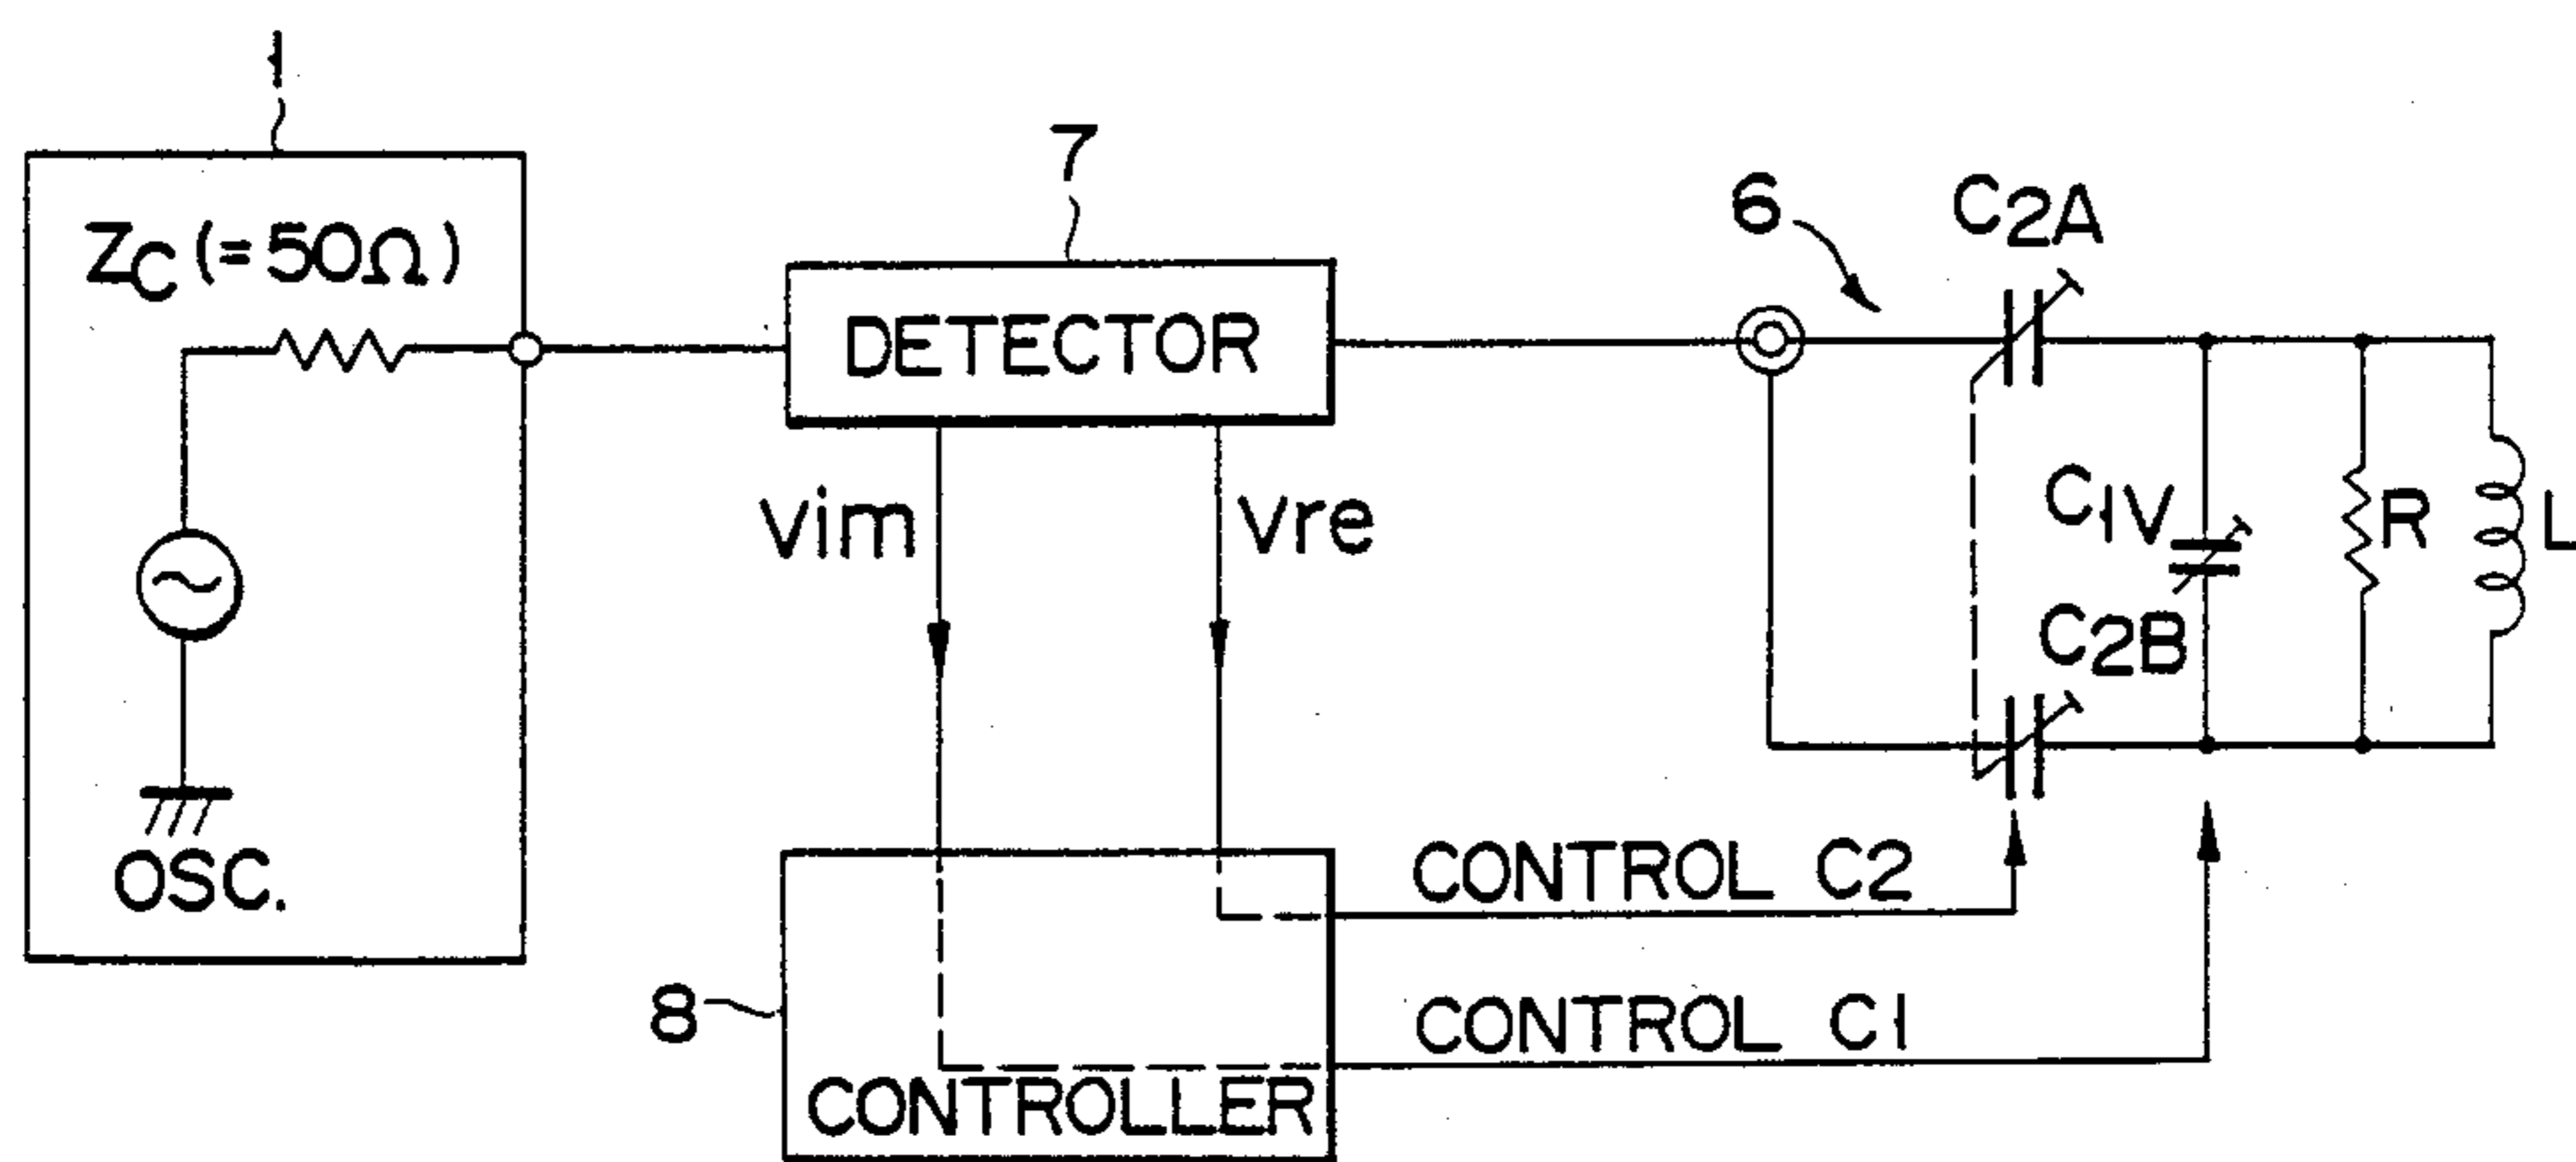 1
Zc (=50Ω)
OSC.
7
DETECTOR
Vim
Vre
6
C2A
C1V
R
L
C2B
8
CONTROLLER
CONTROL C2
CONTROL C1